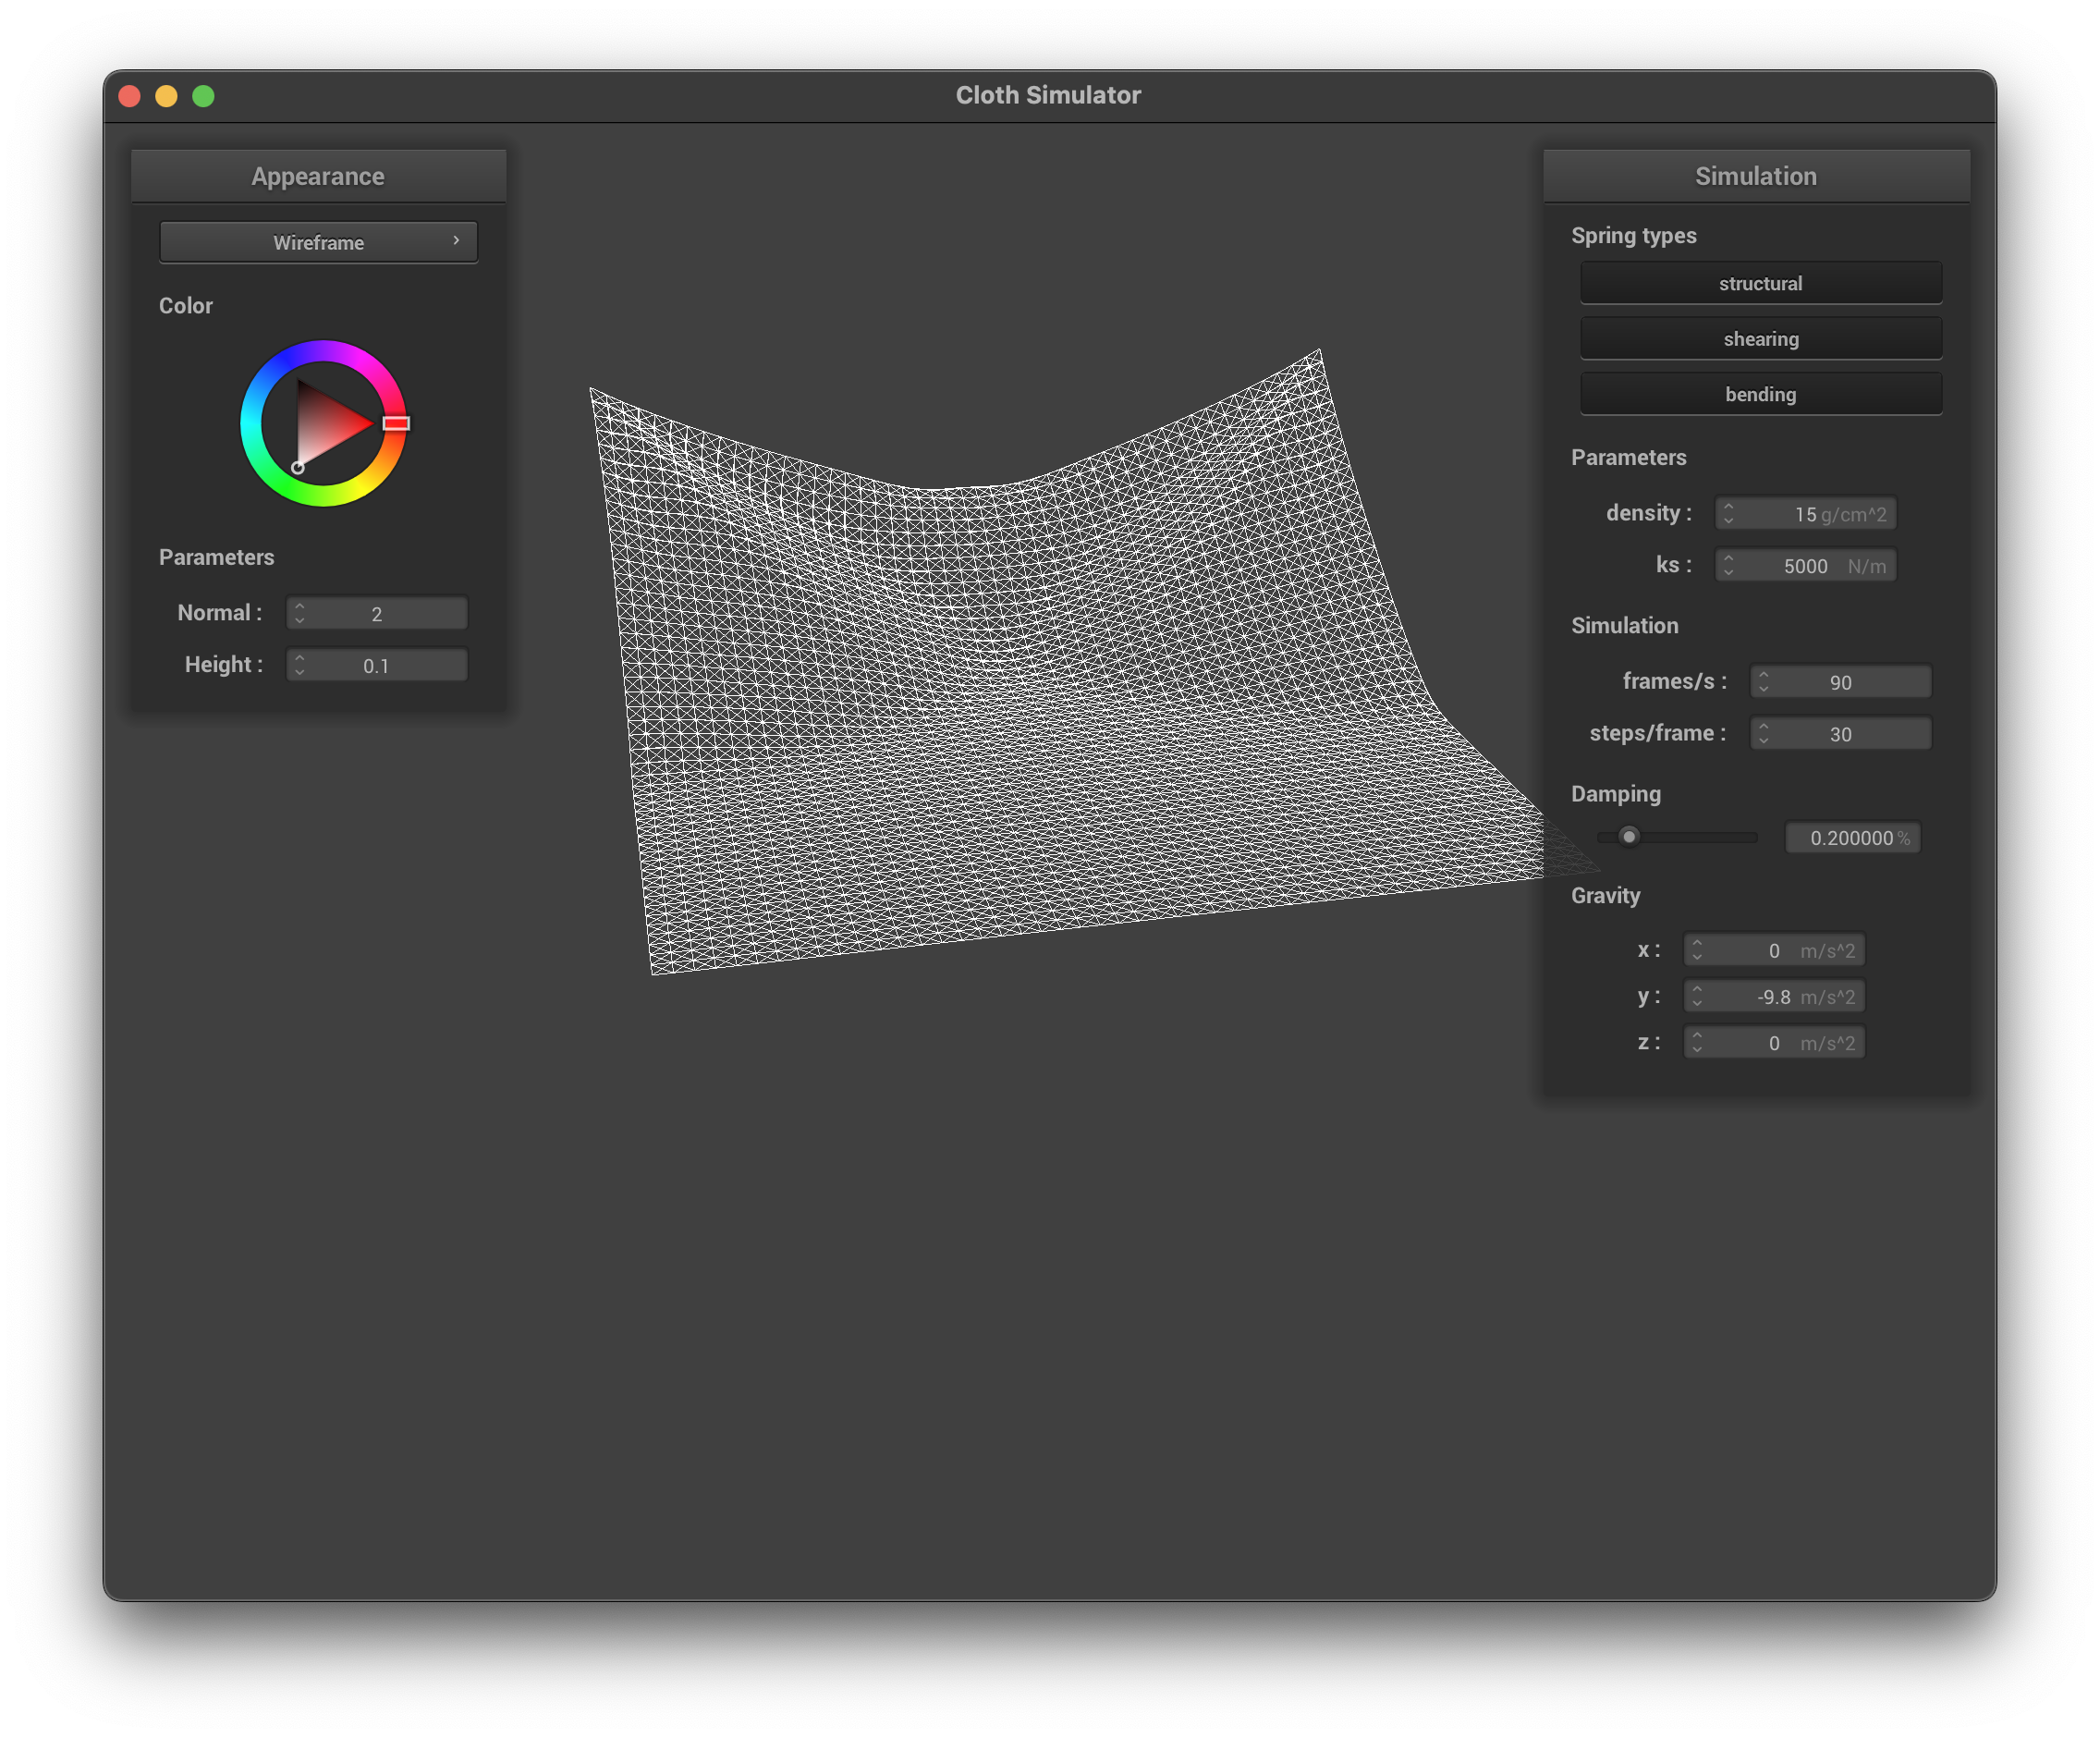 Cloth Simulator
Appearance
Wireframe
Color
Parameters
Normal : 2
Height : 0.1
Simulation
Spring types
structural
shearing
bending
Parameters
density : 15 g/cm^2
ks : 5000 N/m
Simulation
frames/s : 90
steps/frame : 30
Damping
0.200000 %
Gravity
x : 0 m/s^2
y : -9.8 m/s^2
z : 0 m/s^2